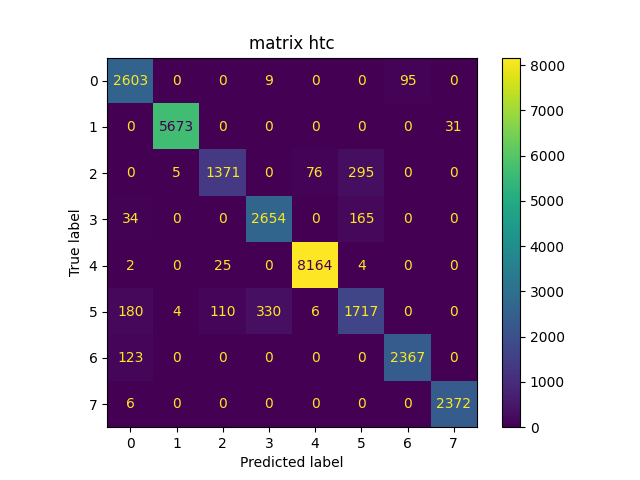 matrix htc
0 2603 0 0 9 0 0 95 0
1 0 5673 0 0 0 0 0 31
2 0 5 1371 0 76 295 0 0
3 34 0 0 2654 0 165 0 0
4 2 0 25 0 8164 4 0 0
5 180 4 110 330 6 1717 0 0
6 123 0 0 0 0 0 2367 0
7 6 0 0 0 0 0 0 2372
0 1 2 3 4 5 6 7
Predicted label
True label
8000
7000
6000
5000
4000
3000
2000
1000
0